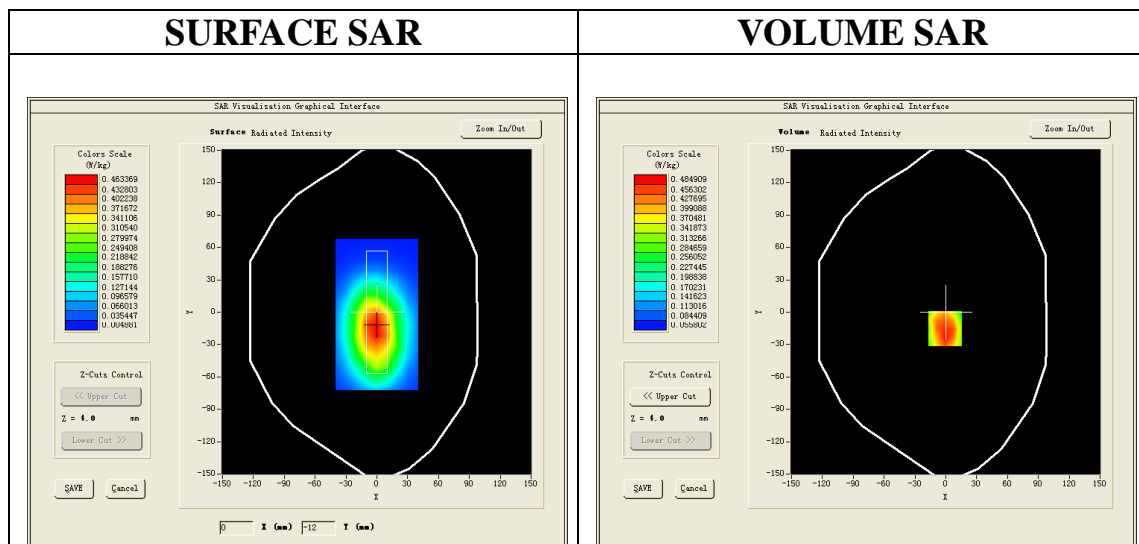 SURFACE SAR
VOLUME SAR
SAR Visualisation Graphical Interface
Surface Radiated Intensity
Zoom In/Out
Colors Scale
(W/kg)
0.463369
0.432803
0.402238
0.371672
0.341106
0.310540
0.279974
0.249408
0.218842
0.188276
0.157710
0.127144
0.096579
0.066013
0.035447
0.004881
150
120
90
60
30
0
-30
-60
-90
-120
-150
Y
-150 -120 -90 -60 -30 0 30 60 90 120 150
X
Z-Cuts Control
<< Upper Cut
Z = 4.0 mm
Lower Cut >>
SAVE Cancel
0 X (mm) -12 Y (mm)
SAR Visualisation Graphical Interface
Volume Radiated Intensity
Zoom In/Out
Colors Scale
(W/kg)
0.484909
0.456302
0.427695
0.399088
0.370481
0.341873
0.313266
0.284659
0.256052
0.227445
0.198838
0.170231
0.141623
0.113016
0.084409
0.055802
150
120
90
60
30
0
-30
-60
-90
-120
-150
Y
-150 -120 -90 -60 -30 0 30 60 90 120 150
X
Z-Cuts Control
<< Upper Cut
Z = 4.0 mm
Lower Cut >>
SAVE Cancel